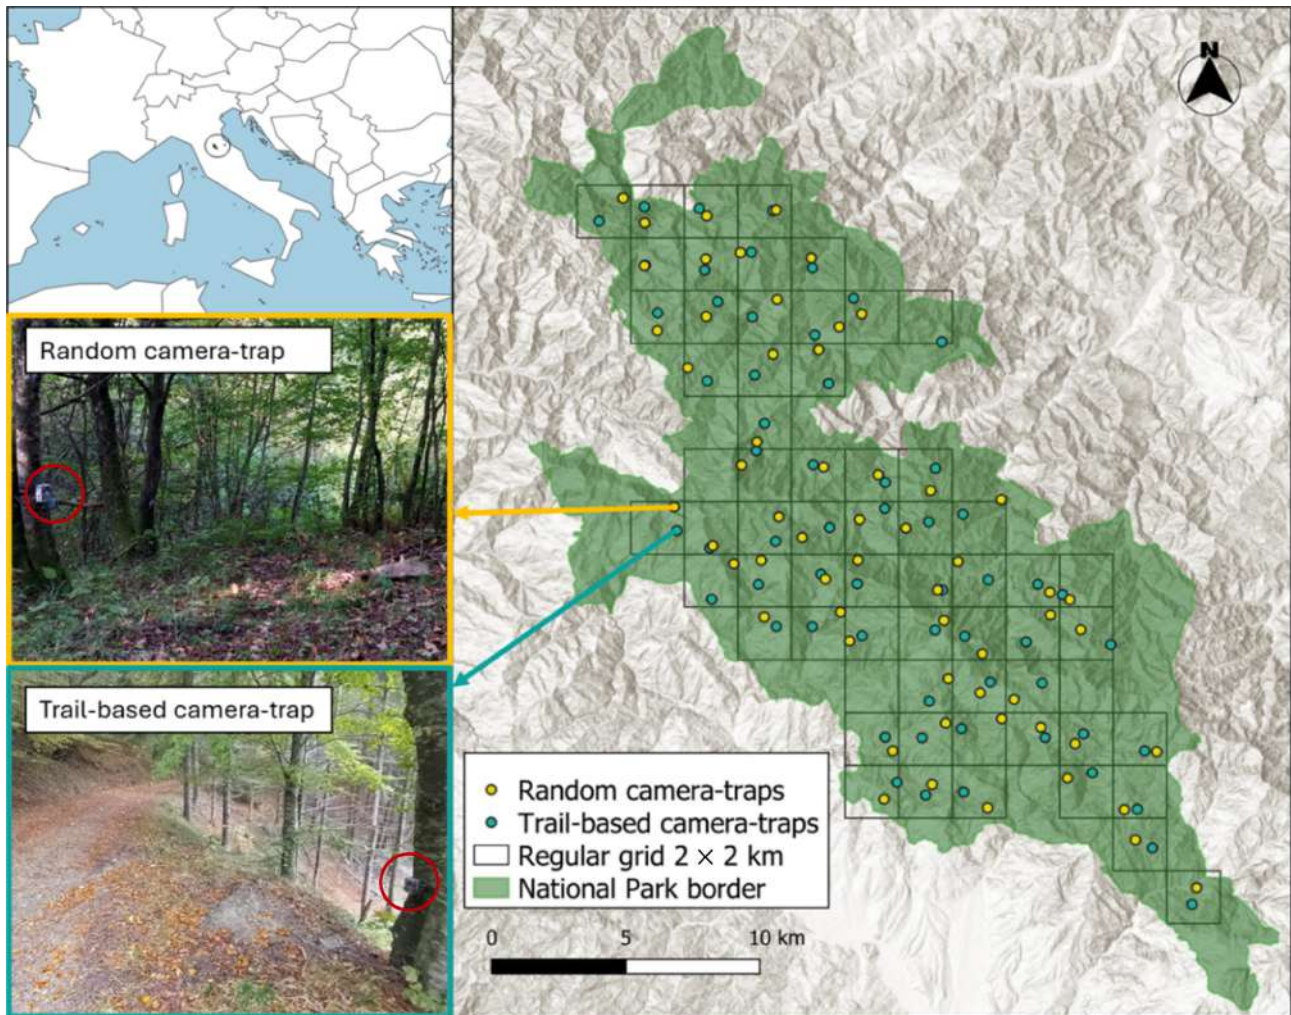 N
Random camera-trap
Trail-based camera-trap
Random camera-traps
Trail-based camera-traps
Regular grid 2 × 2 km
National Park border
0 5 10 km